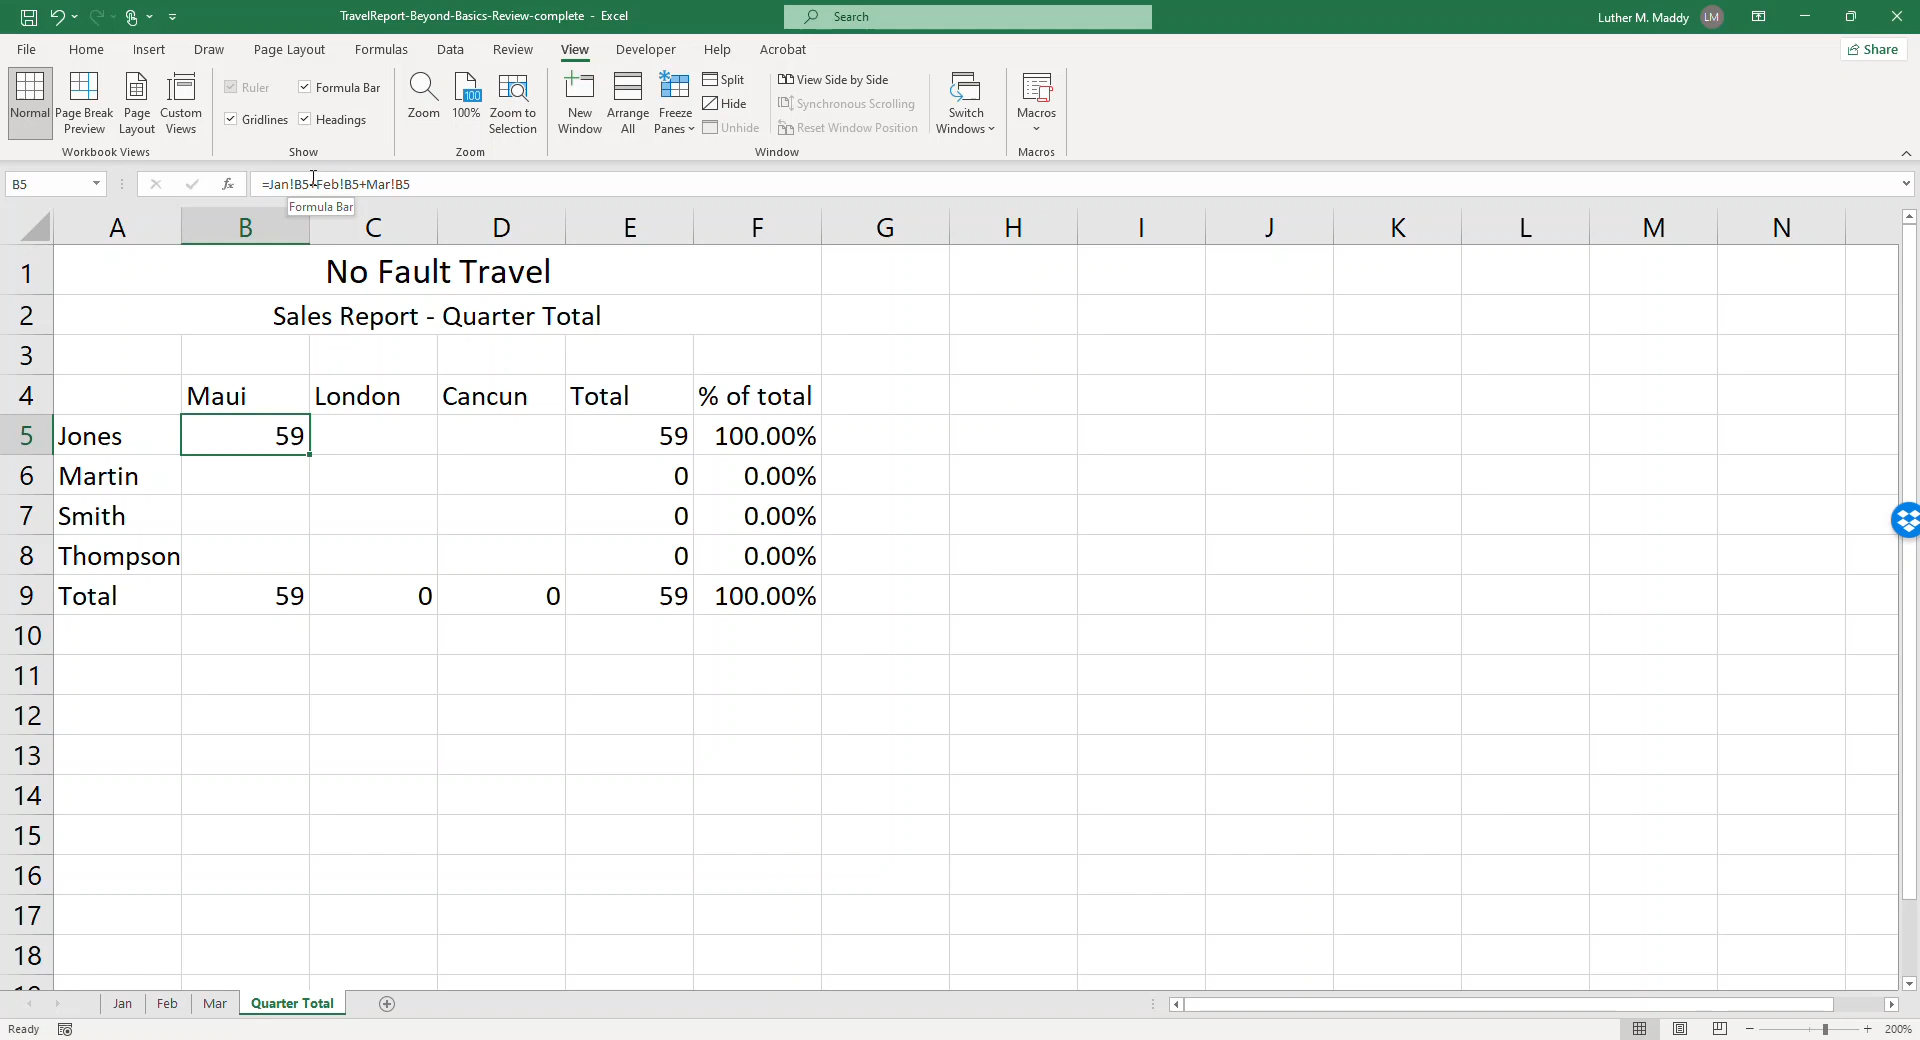 TravelReport-Beyond-Basics-Review-complete - Excel
Search
Luther M. Maddy LM
File Home Insert Draw Page Layout Formulas Data Review View Developer Help Acrobat Share
Normal Page Break Preview Page Layout Custom Views
Workbook Views
Ruler Formula Bar
Gridlines Headings
Show
Zoom 100% Zoom to Selection
100
Zoom
New Window Arrange All Freeze Panes
Split View Side by Side
Hide Synchronous Scrolling
Unhide Reset Window Position
Switch Windows
Window
Macros
Macros
B5 fx =Jan!B5+Feb!B5+Mar!B5
Formula Bar
A B C D E F G H I J K L M N
1 No Fault Travel
2 Sales Report - Quarter Total
3
4 Maui London Cancun Total % of total
5 Jones 59 59 100.00%
6 Martin 0 0.00%
7 Smith 0 0.00%
8 Thompson 0 0.00%
9 Total 59 0 0 59 100.00%
10
11
12
13
14
15
16
17
18
19
Jan Feb Mar Quarter Total
Ready 200%